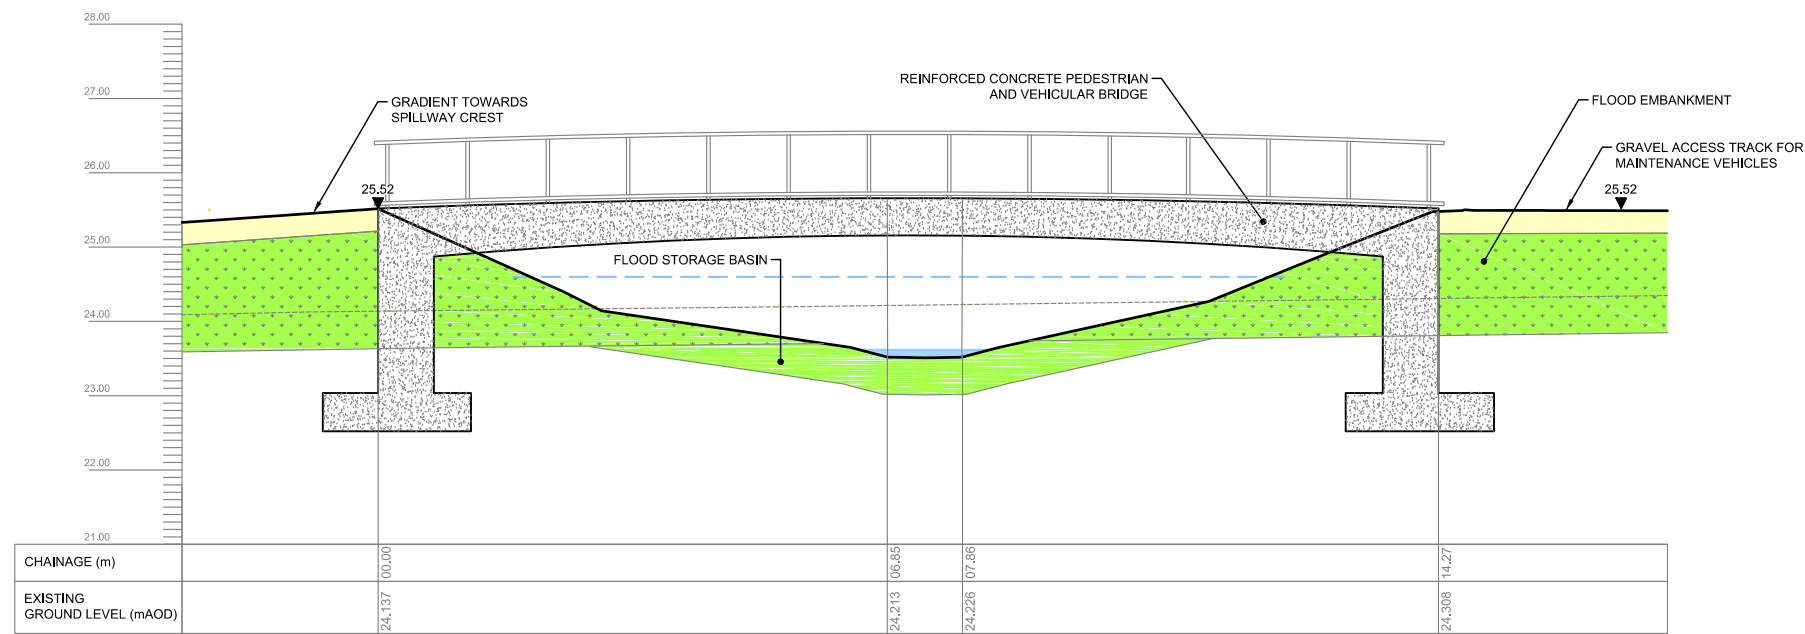 28.00
27.00
26.00
25.00
24.00
23.00
22.00
21.00
GRADIENT TOWARDS
SPILLWAY CREST
25.52
REINFORCED CONCRETE PEDESTRIAN
AND VEHICULAR BRIDGE
FLOOD EMBANKMENT
GRAVEL ACCESS TRACK FOR
MAINTENANCE VEHICLES
25.52
FLOOD STORAGE BASIN
CHAINAGE (m)
00.00
06.85
07.86
14.27
EXISTING
GROUND LEVEL (mAOD)
24.137
24.213
24.226
24.308